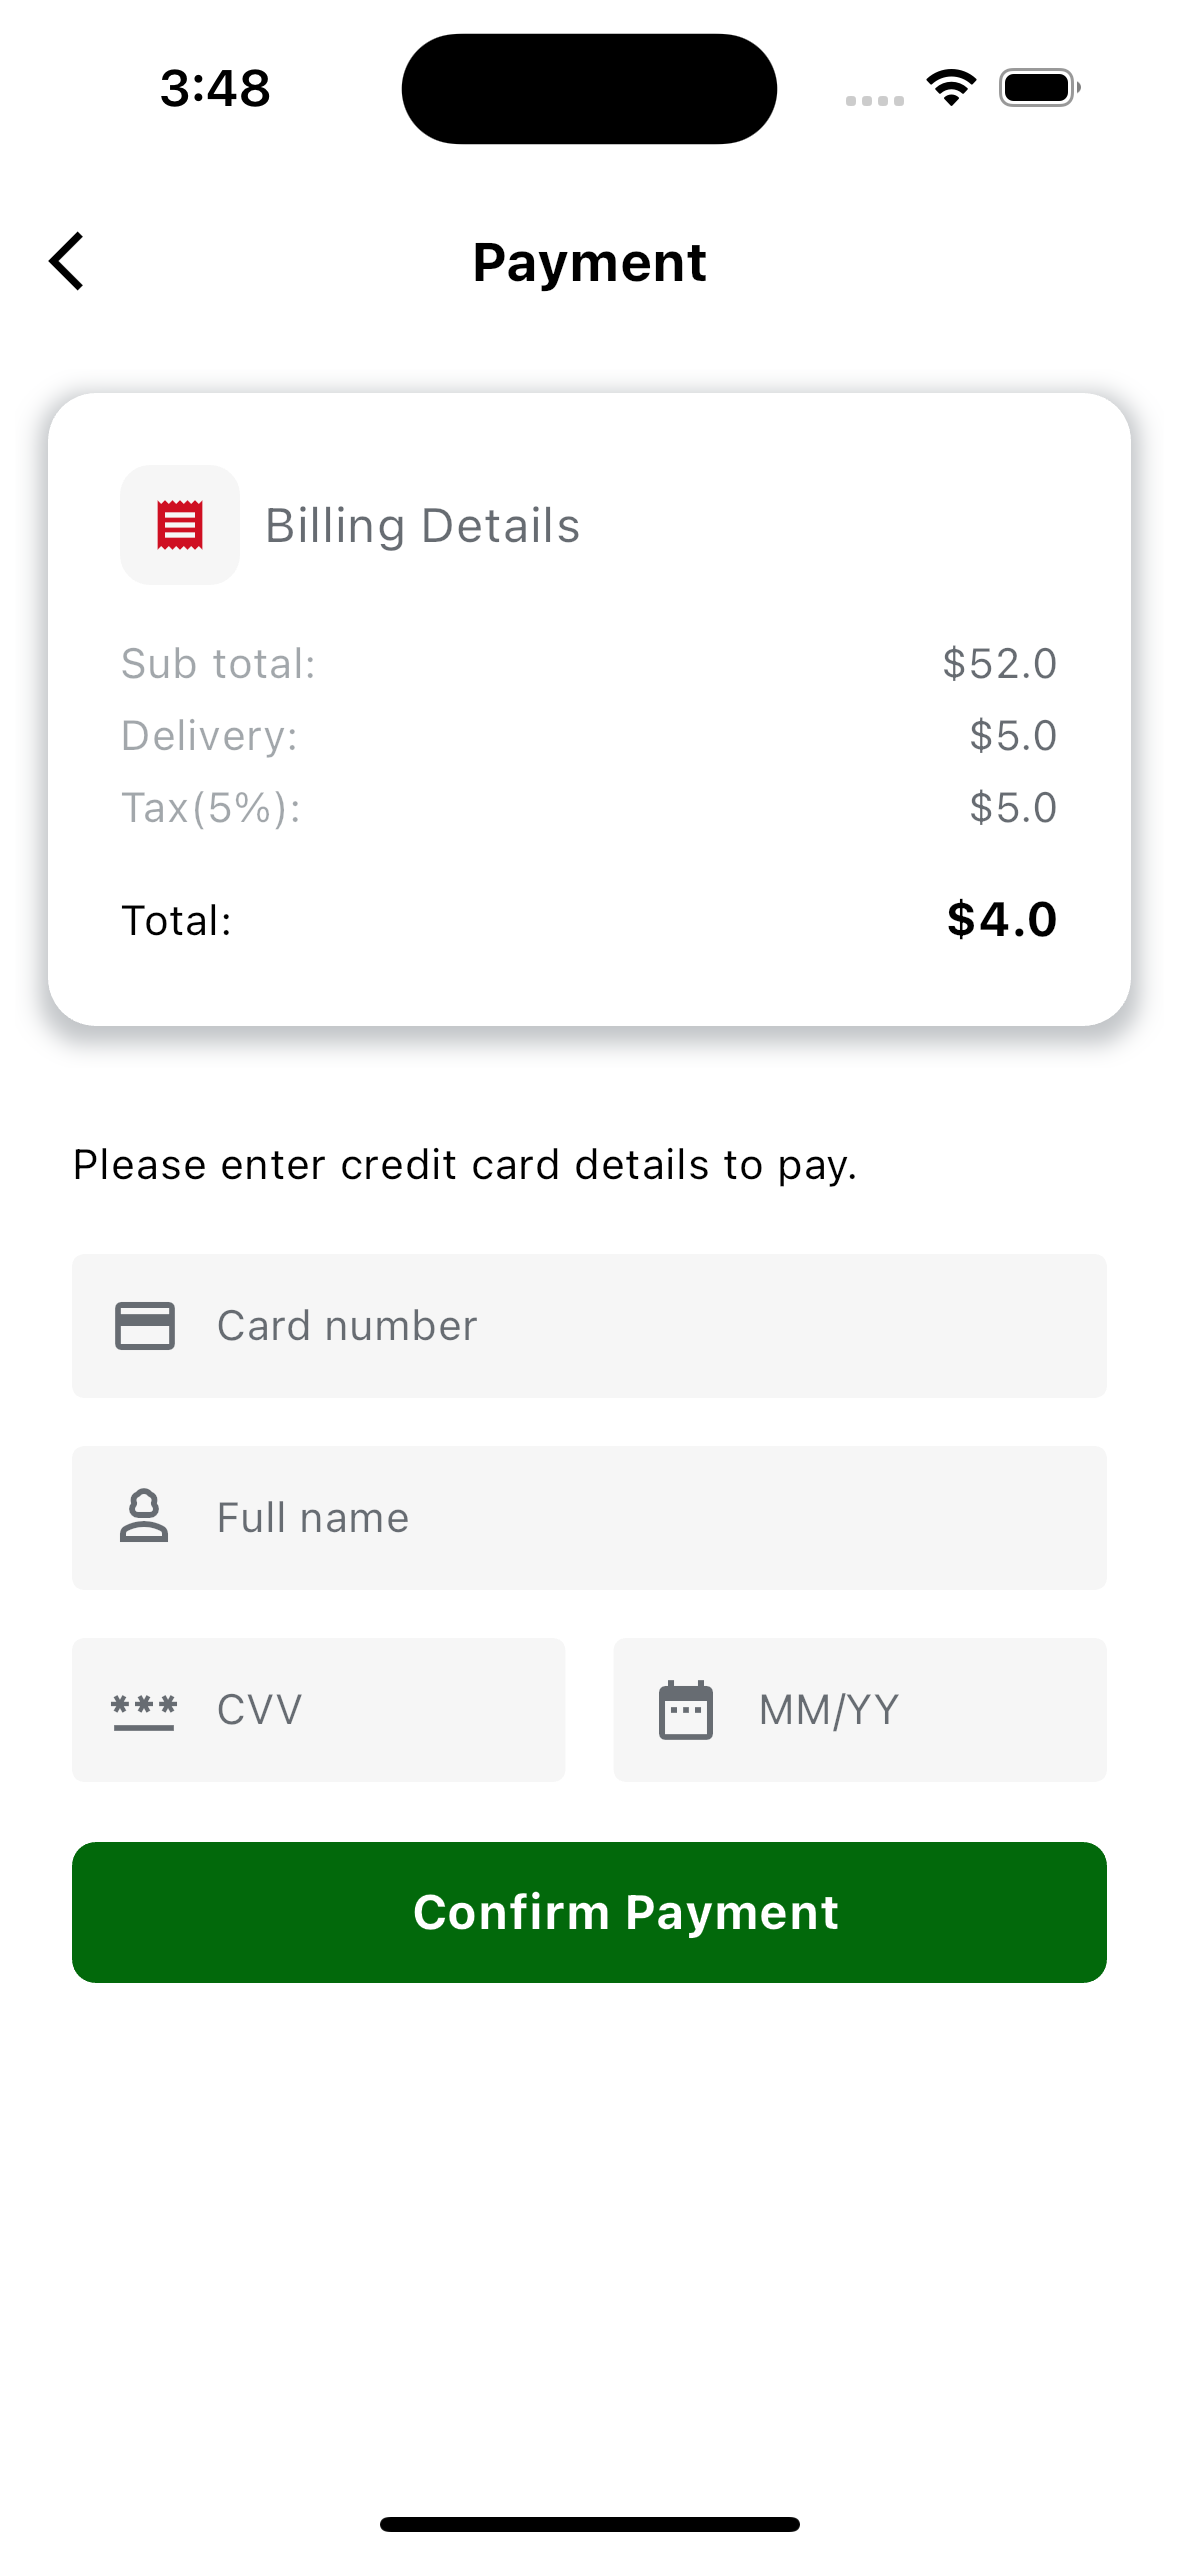 3:48
Payment
Billing Details
Sub total: $52.0
Delivery: $5.0
Tax(5%): $5.0
Total: $4.0
Please enter credit card details to pay.
Card number
Full name
CVV MM/YY
Confirm Payment